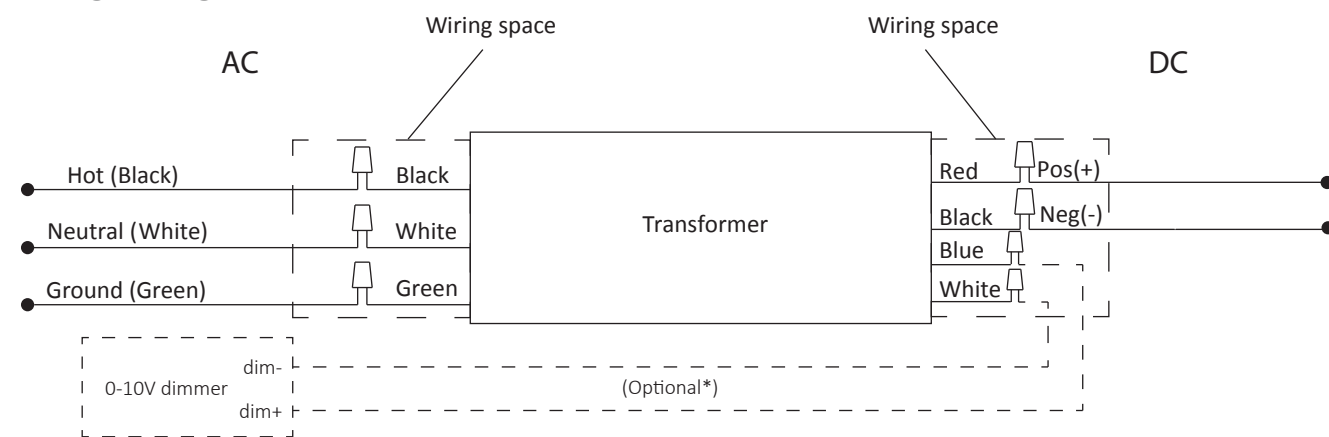 Wiring space
Wiring space
AC
DC
Hot (Black)
Black
Red
Pos(+)
Neutral (White)
White
Transformer
Black
Neg(-)
Blue
Ground (Green)
Green
White
dim-
0-10V dimmer
(Optional*)
dim+